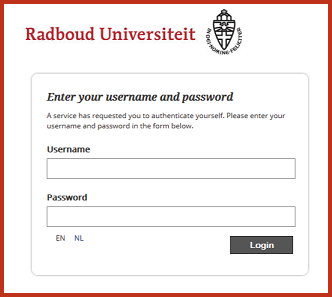 Radboud Universiteit
IN DEI NOMINE FELICITER
Enter your username and password
A service has requested you to authenticate yourself. Please enter your
username and password in the form below.
Username
Password
EN NL
Login